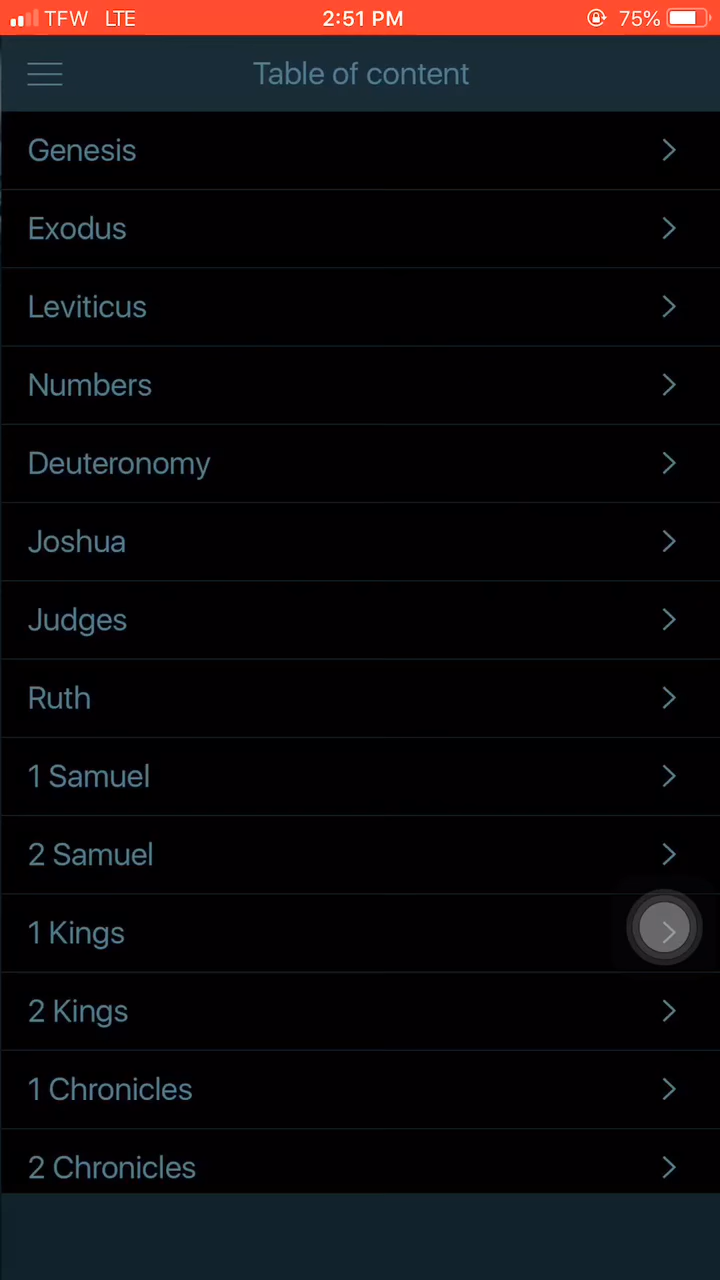 TFW LTE 2:51 PM 75%
Table of content
Genesis
Exodus
Leviticus
Numbers
Deuteronomy
Joshua
Judges
Ruth
1 Samuel
2 Samuel
1 Kings
2 Kings
1 Chronicles
2 Chronicles